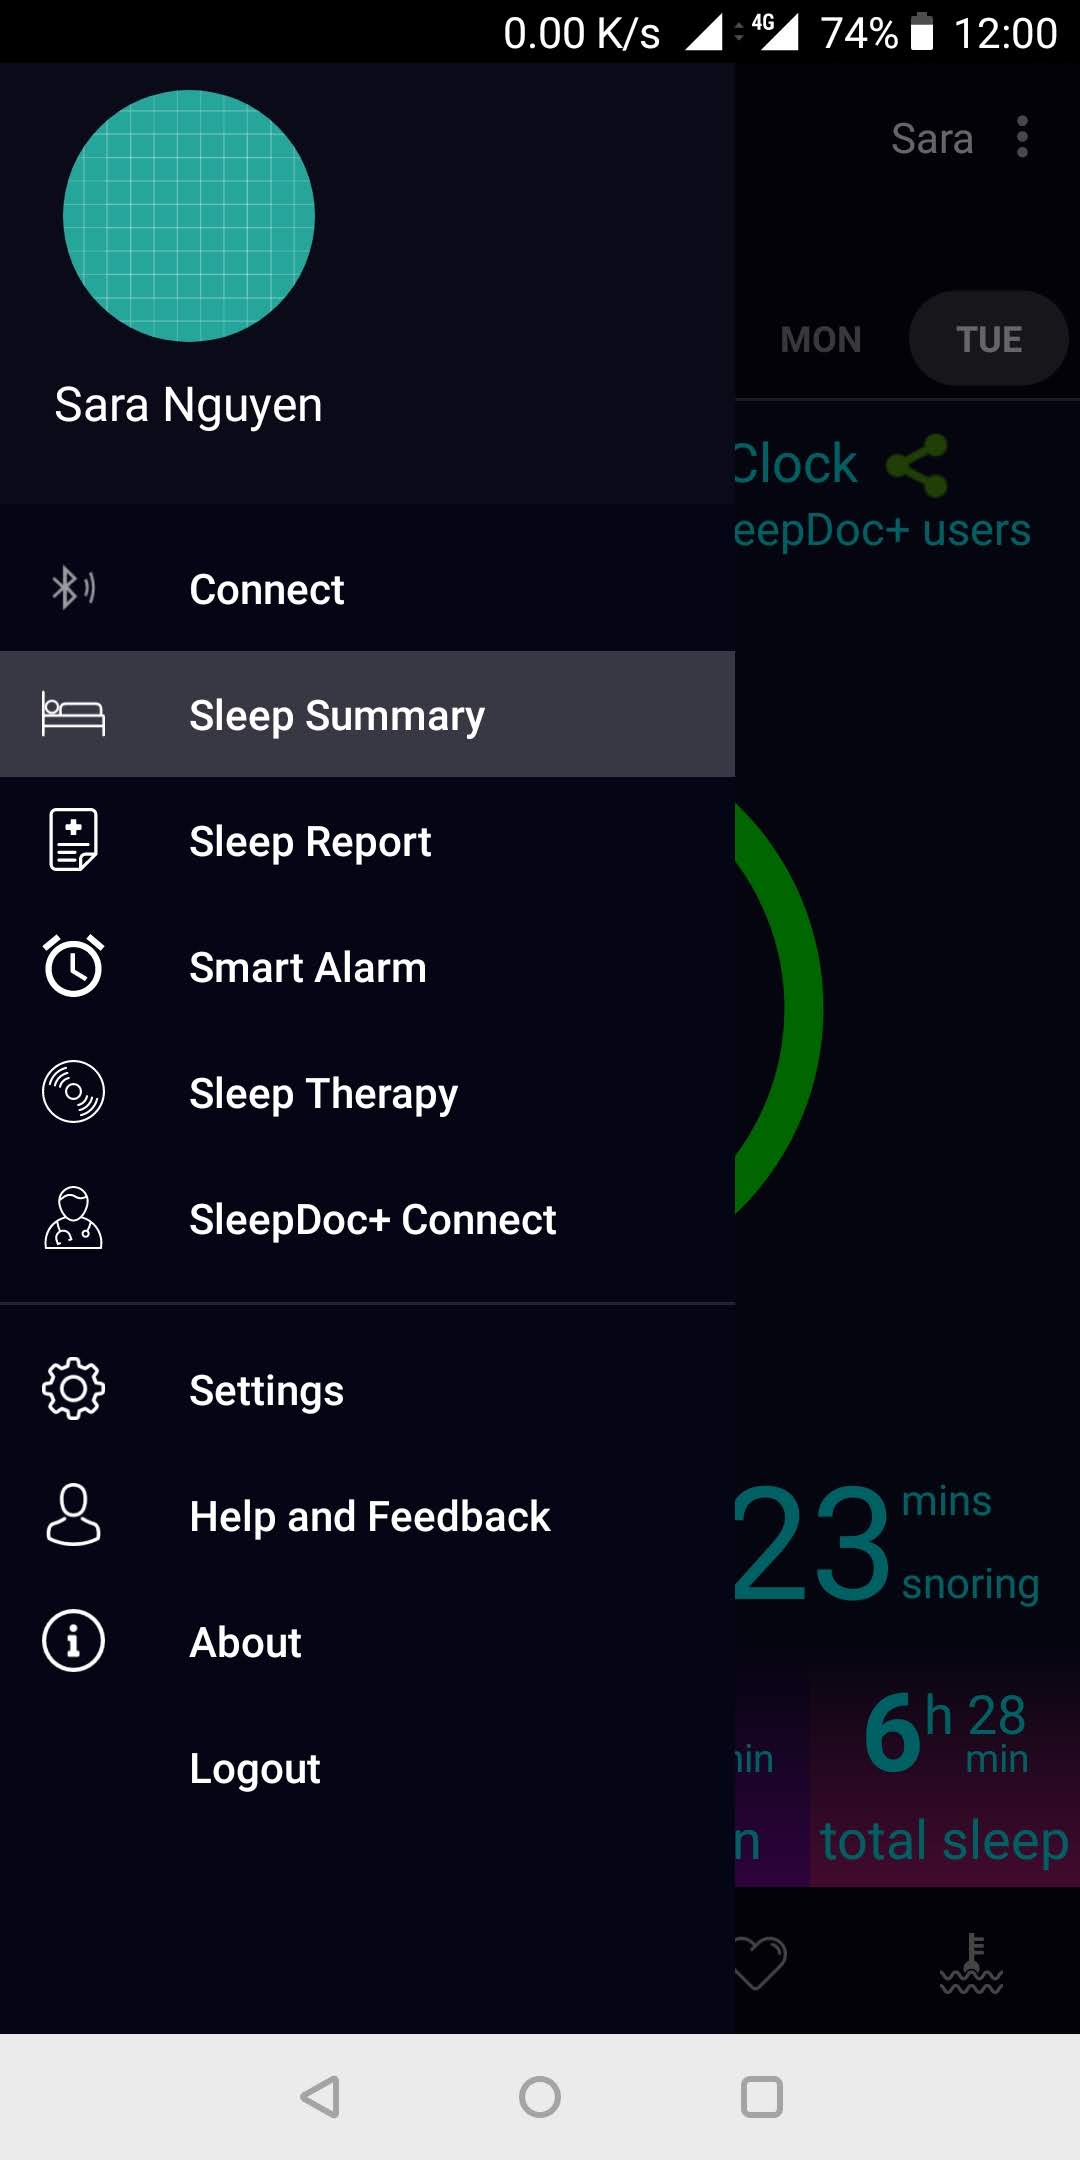 0.00 K/s 4G 74% 12:00
Sara
MON TUE
Sara Nguyen
Clock
eepDoc+ users
Connect
Sleep Summary
Sleep Report
Smart Alarm
Sleep Therapy
SleepDoc+ Connect
Settings
Help and Feedback
About
Logout
23 mins
snoring
6 h 28
min
total sleep